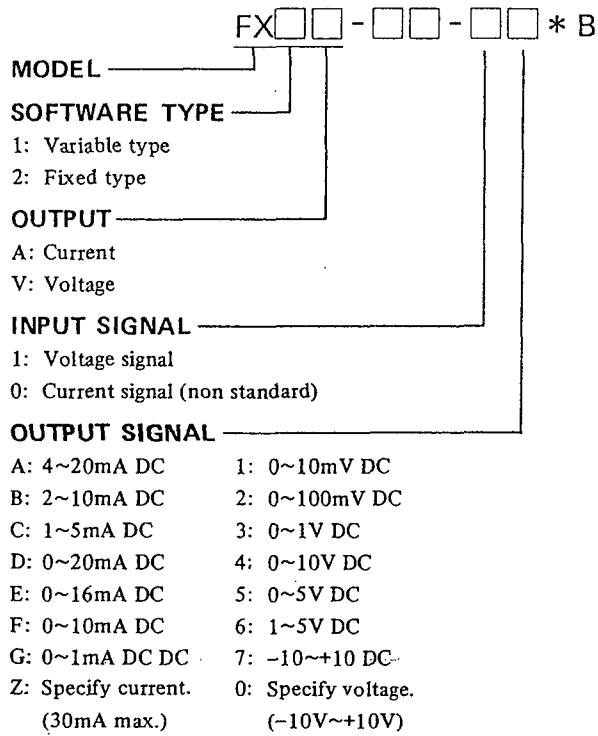 FX□□-□□-□□*B
MODEL
SOFTWARE TYPE
1: Variable type
2: Fixed type
OUTPUT
A: Current
V: Voltage
INPUT SIGNAL
1: Voltage signal
0: Current signal (non standard)
OUTPUT SIGNAL
A: 4~20mA DC 1: 0~10mV DC
B: 2~10mA DC 2: 0~100mV DC
C: 1~5mA DC 3: 0~1V DC
D: 0~20mA DC 4: 0~10V DC
E: 0~16mA DC 5: 0~5V DC
F: 0~10mA DC 6: 1~5V DC
G: 0~1mA DC DC 7: -10~+10 DC
Z: Specify current. 0: Specify voltage.
(30mA max.) (-10V~+10V)